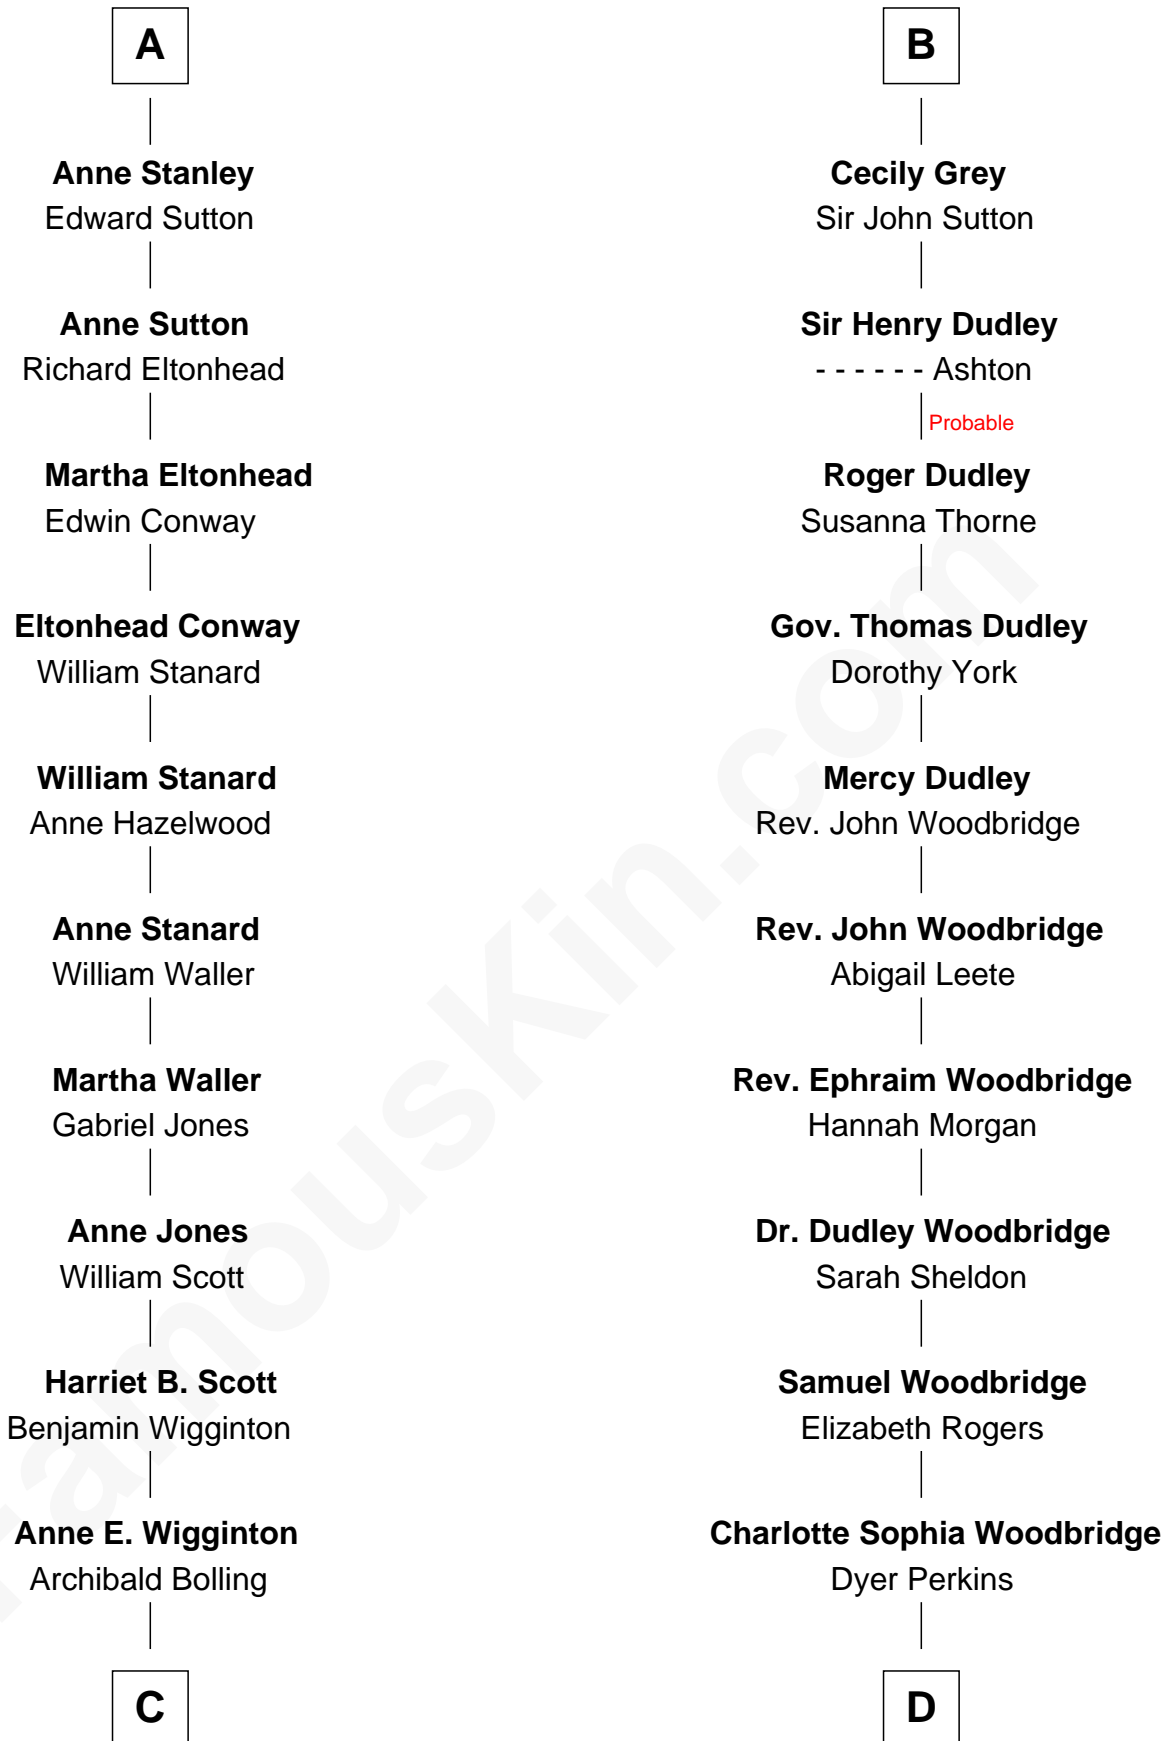 A
Anne Stanley
Edward Sutton
Anne Sutton
Richard Eltonhead
Martha Eltonhead
Edwin Conway
Eltonhead Conway
William Stanard
William Stanard
Anne Hazelwood
Anne Stanard
William Waller
Martha Waller
Gabriel Jones
Anne Jones
William Scott
Harriet B. Scott
Benjamin Wigginton
Anne E. Wigginton
Archibald Bolling
C
B
Cecily Grey
Sir John Sutton
Sir Henry Dudley
- - - - - - Ashton
Probable
Roger Dudley
Susanna Thorne
Gov. Thomas Dudley
Dorothy York
Mercy Dudley
Rev. John Woodbridge
Rev. John Woodbridge
Abigail Leete
Rev. Ephraim Woodbridge
Hannah Morgan
Dr. Dudley Woodbridge
Sarah Sheldon
Samuel Woodbridge
Elizabeth Rogers
Charlotte Sophia Woodbridge
Dyer Perkins
D
FamousKin.com